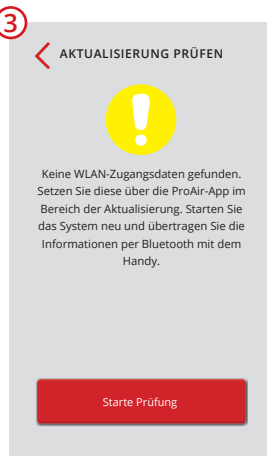 3
AKTUALISIERUNG PRÜFEN
Keine WLAN-Zugangsdaten gefunden.
Setzen Sie diese über die ProAir-App im
Bereich der Aktualisierung. Starten Sie
das System neu und übertragen Sie die
Informationen per Bluetooth mit dem
Handy.
Starte Prüfung